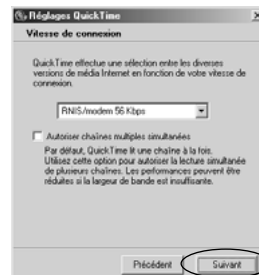 Réglages QuickTime
Vitesse de connexion
QuickTime effectue une sélection entre les diverses
versions de média Internet en fonction de votre vitesse de
connexion.
RNIS/modem 56 Kbps
Autoriser chaînes multiples simultanées
Par défaut, QuickTime lit une chaîne à la fois.
Utilisez cette option pour autoriser la lecture simultanée
de plusieurs chaînes. Les performances peuvent être
réduites si la largeur de bande est insuffisante.
Précédent
Suivant